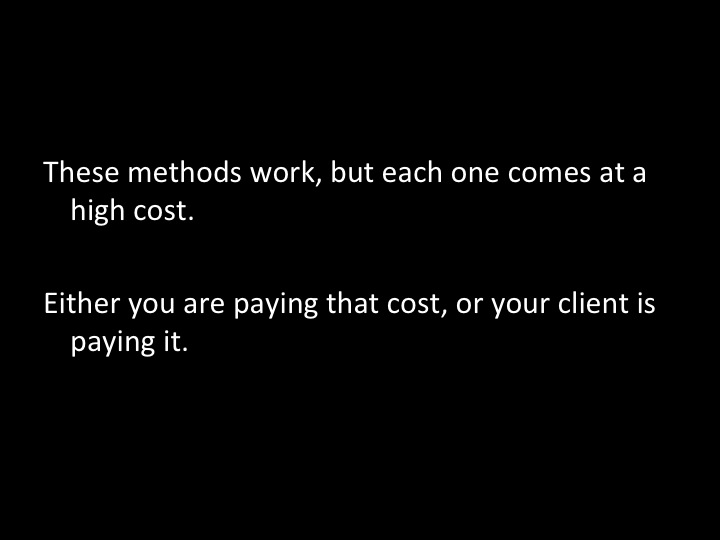 These methods work, but each one comes at a
high cost.
Either you are paying that cost, or your client is
paying it.